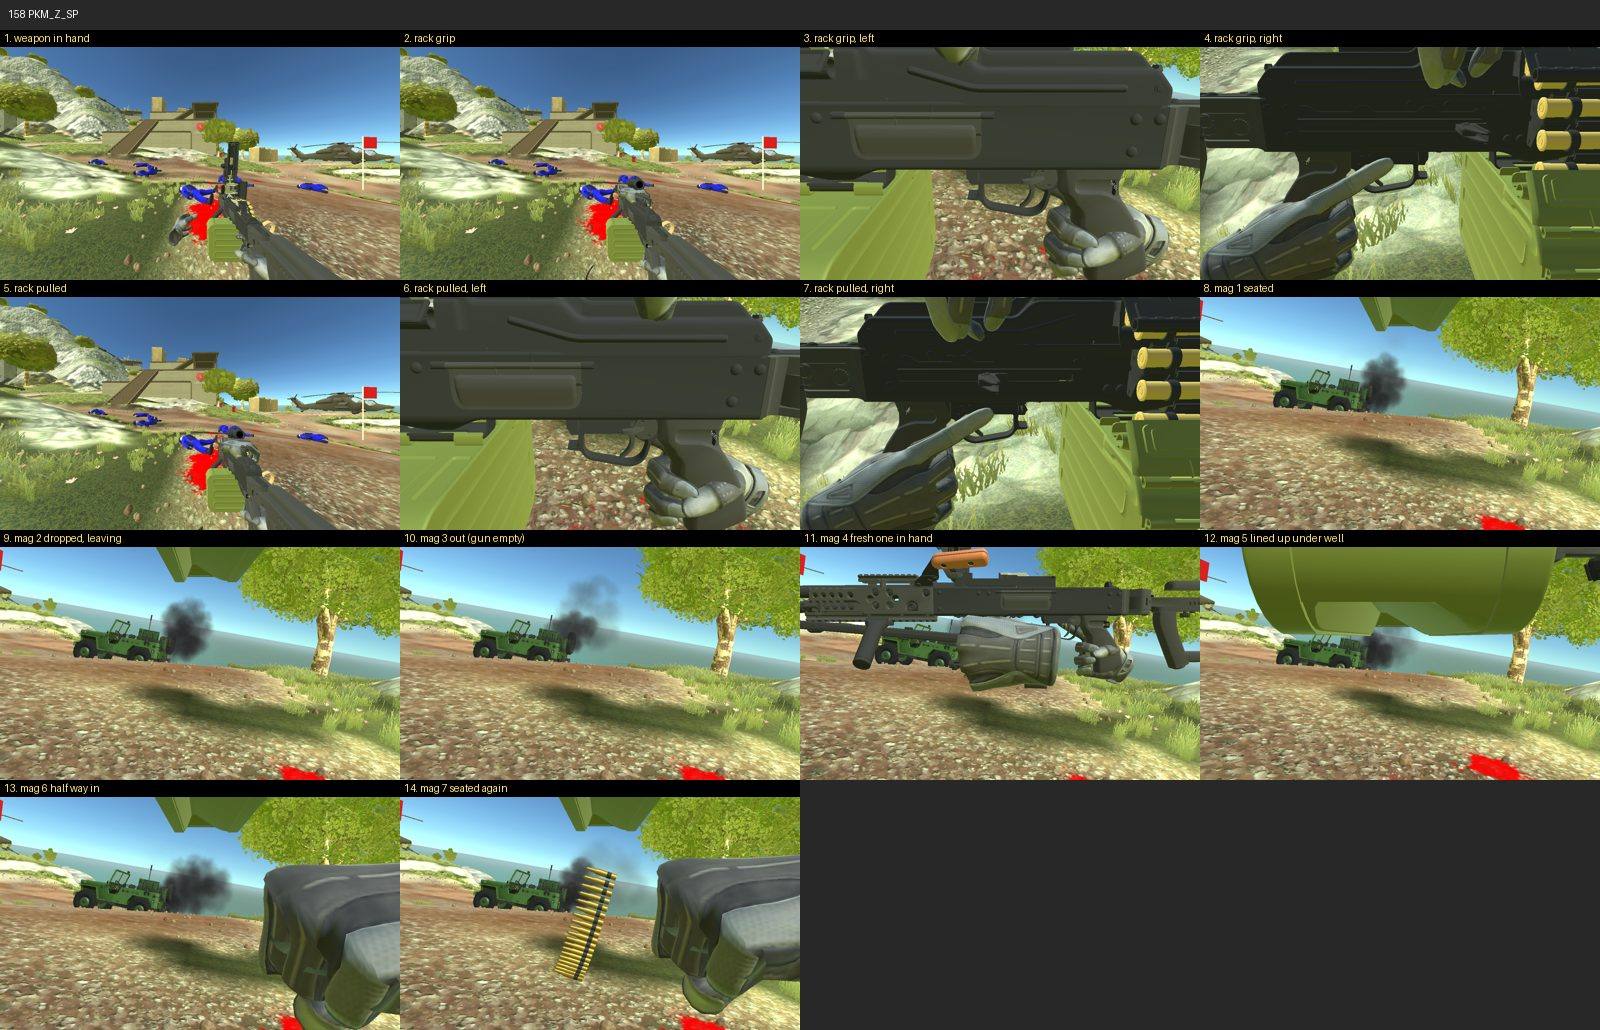 158 PKM_Z_SP
1. weapon in hand
2. rack grip
3. rack grip, left
4. rack grip, right
5. rack pulled
6. rack pulled, left
7. rack pulled, right
8. mag 1 seated
9. mag 2 dropped, leaving
10. mag 3 out (gun empty)
11. mag 4 fresh one in hand
12. mag 5 lined up under well
13. mag 6 half way in
14. mag 7 seated again